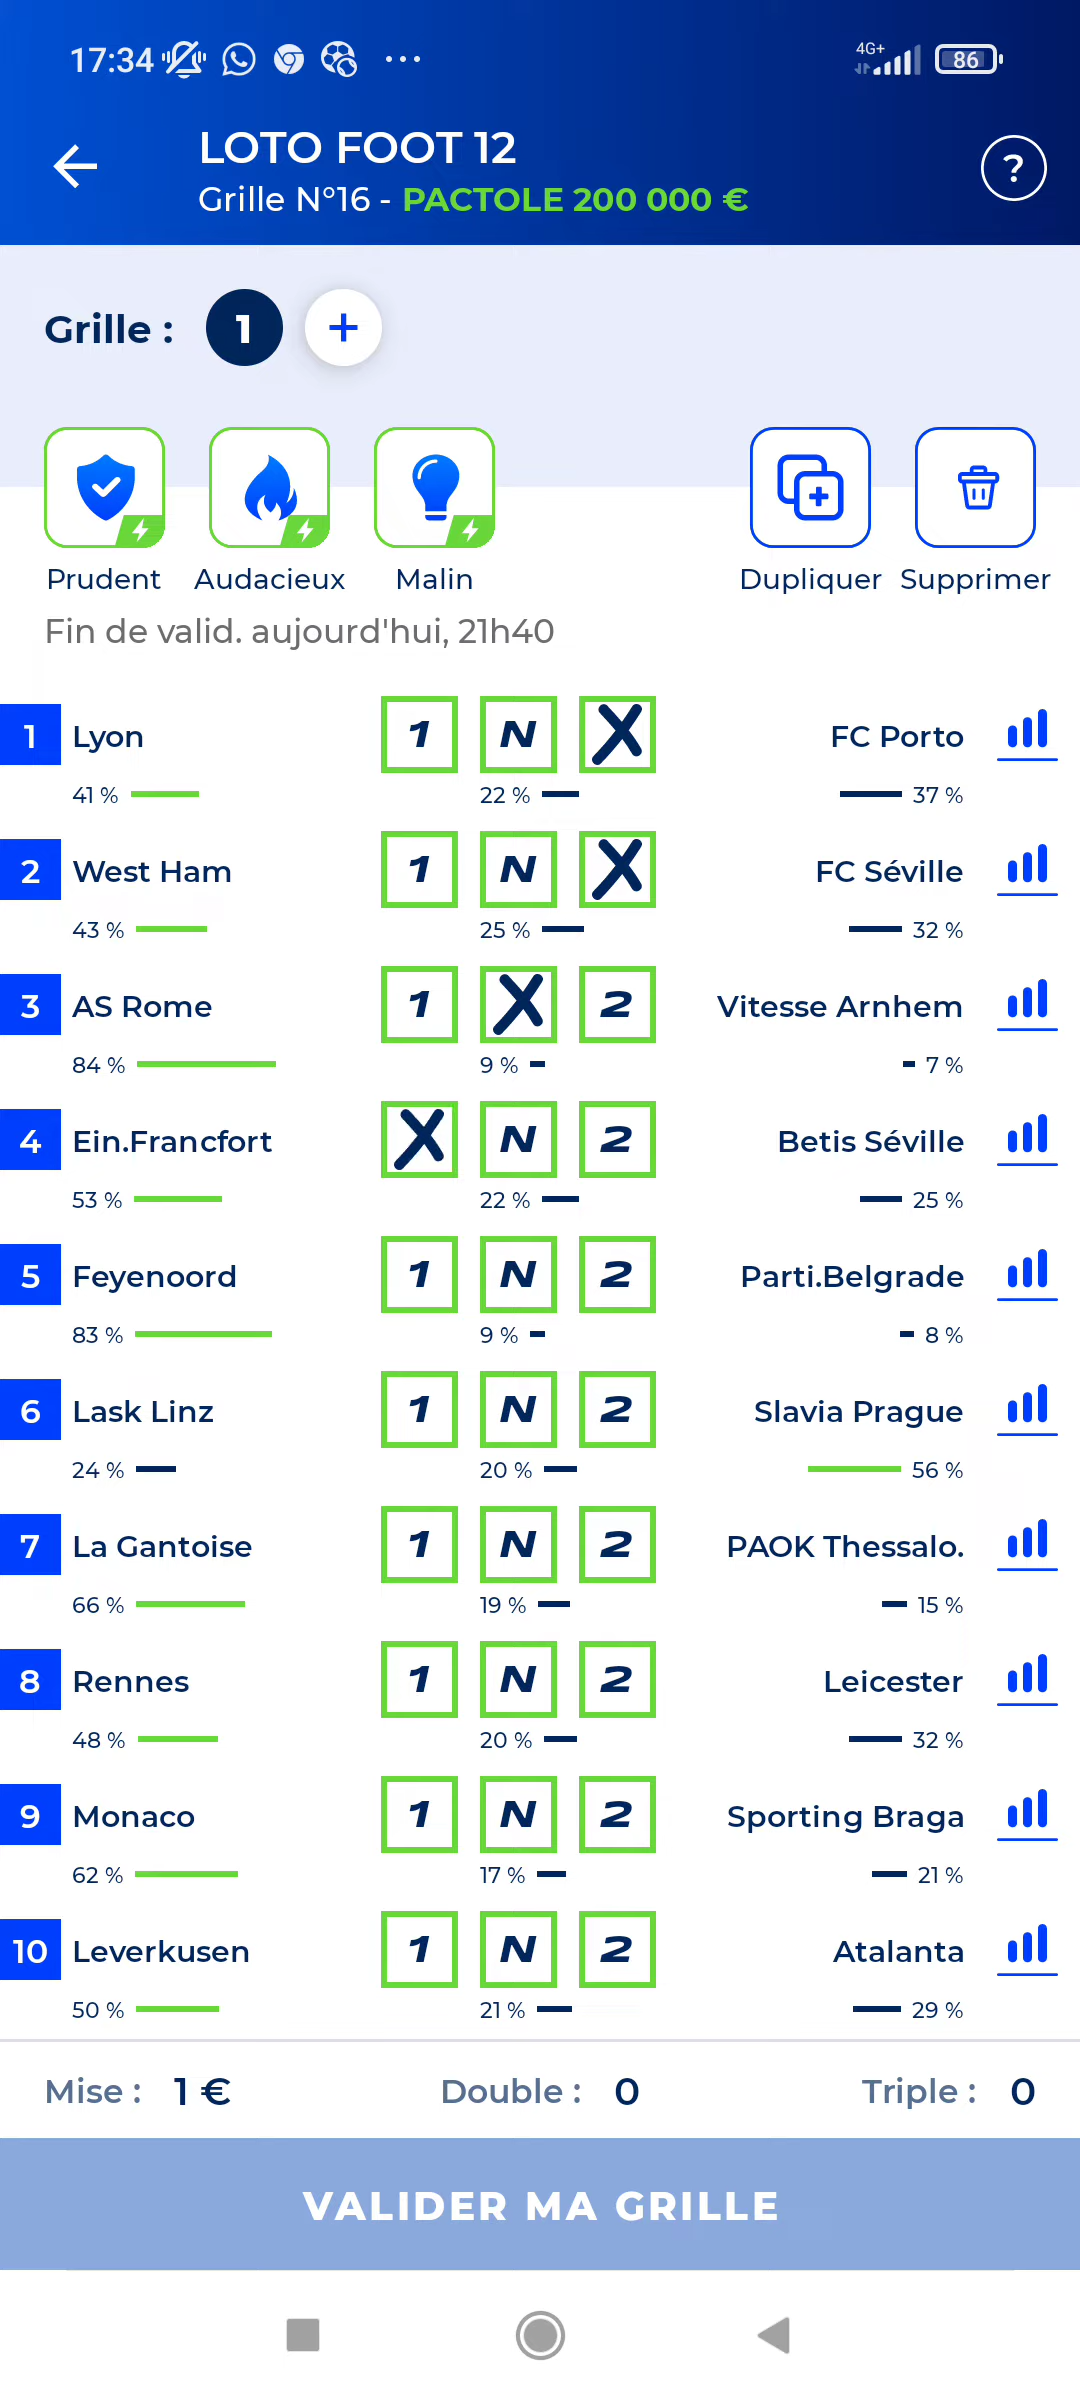 17:34 4G+ 86
LOTO FOOT 12
Grille N°16 - PACTOLE 200 000 €
?
Grille : 1 +
Prudent Audacieux Malin Dupliquer Supprimer
Fin de valid. aujourd'hui, 21h40
1 Lyon 1 N X FC Porto
41 % 22 % 37 %
2 West Ham 1 N X FC Séville
43 % 25 % 32 %
3 AS Rome 1 X 2 Vitesse Arnhem
84 % 9 % 7 %
4 Ein.Francfort X N 2 Betis Séville
53 % 22 % 25 %
5 Feyenoord 1 N 2 Parti.Belgrade
83 % 9 % 8 %
6 Lask Linz 1 N 2 Slavia Prague
24 % 20 % 56 %
7 La Gantoise 1 N 2 PAOK Thessalo.
66 % 19 % 15 %
8 Rennes 1 N 2 Leicester
48 % 20 % 32 %
9 Monaco 1 N 2 Sporting Braga
62 % 17 % 21 %
10 Leverkusen 1 N 2 Atalanta
50 % 21 % 29 %
Mise : 1 € Double : 0 Triple : 0
VALIDER MA GRILLE